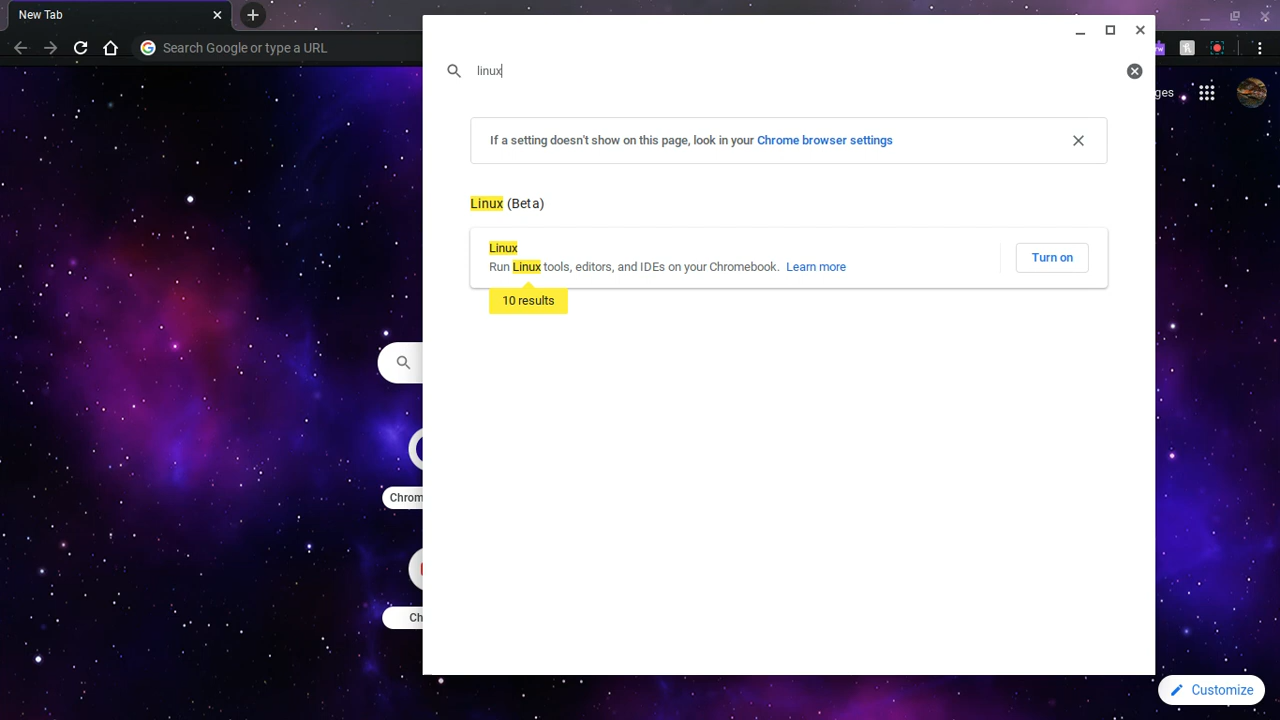 New Tab
Search Google or type a URL
linux
ges
If a setting doesn't show on this page, look in your Chrome browser settings
Linux (Beta)
Linux
Run Linux tools, editors, and IDEs on your Chromebook. Learn more
Turn on
10 results
Chrom
Ch
Customize